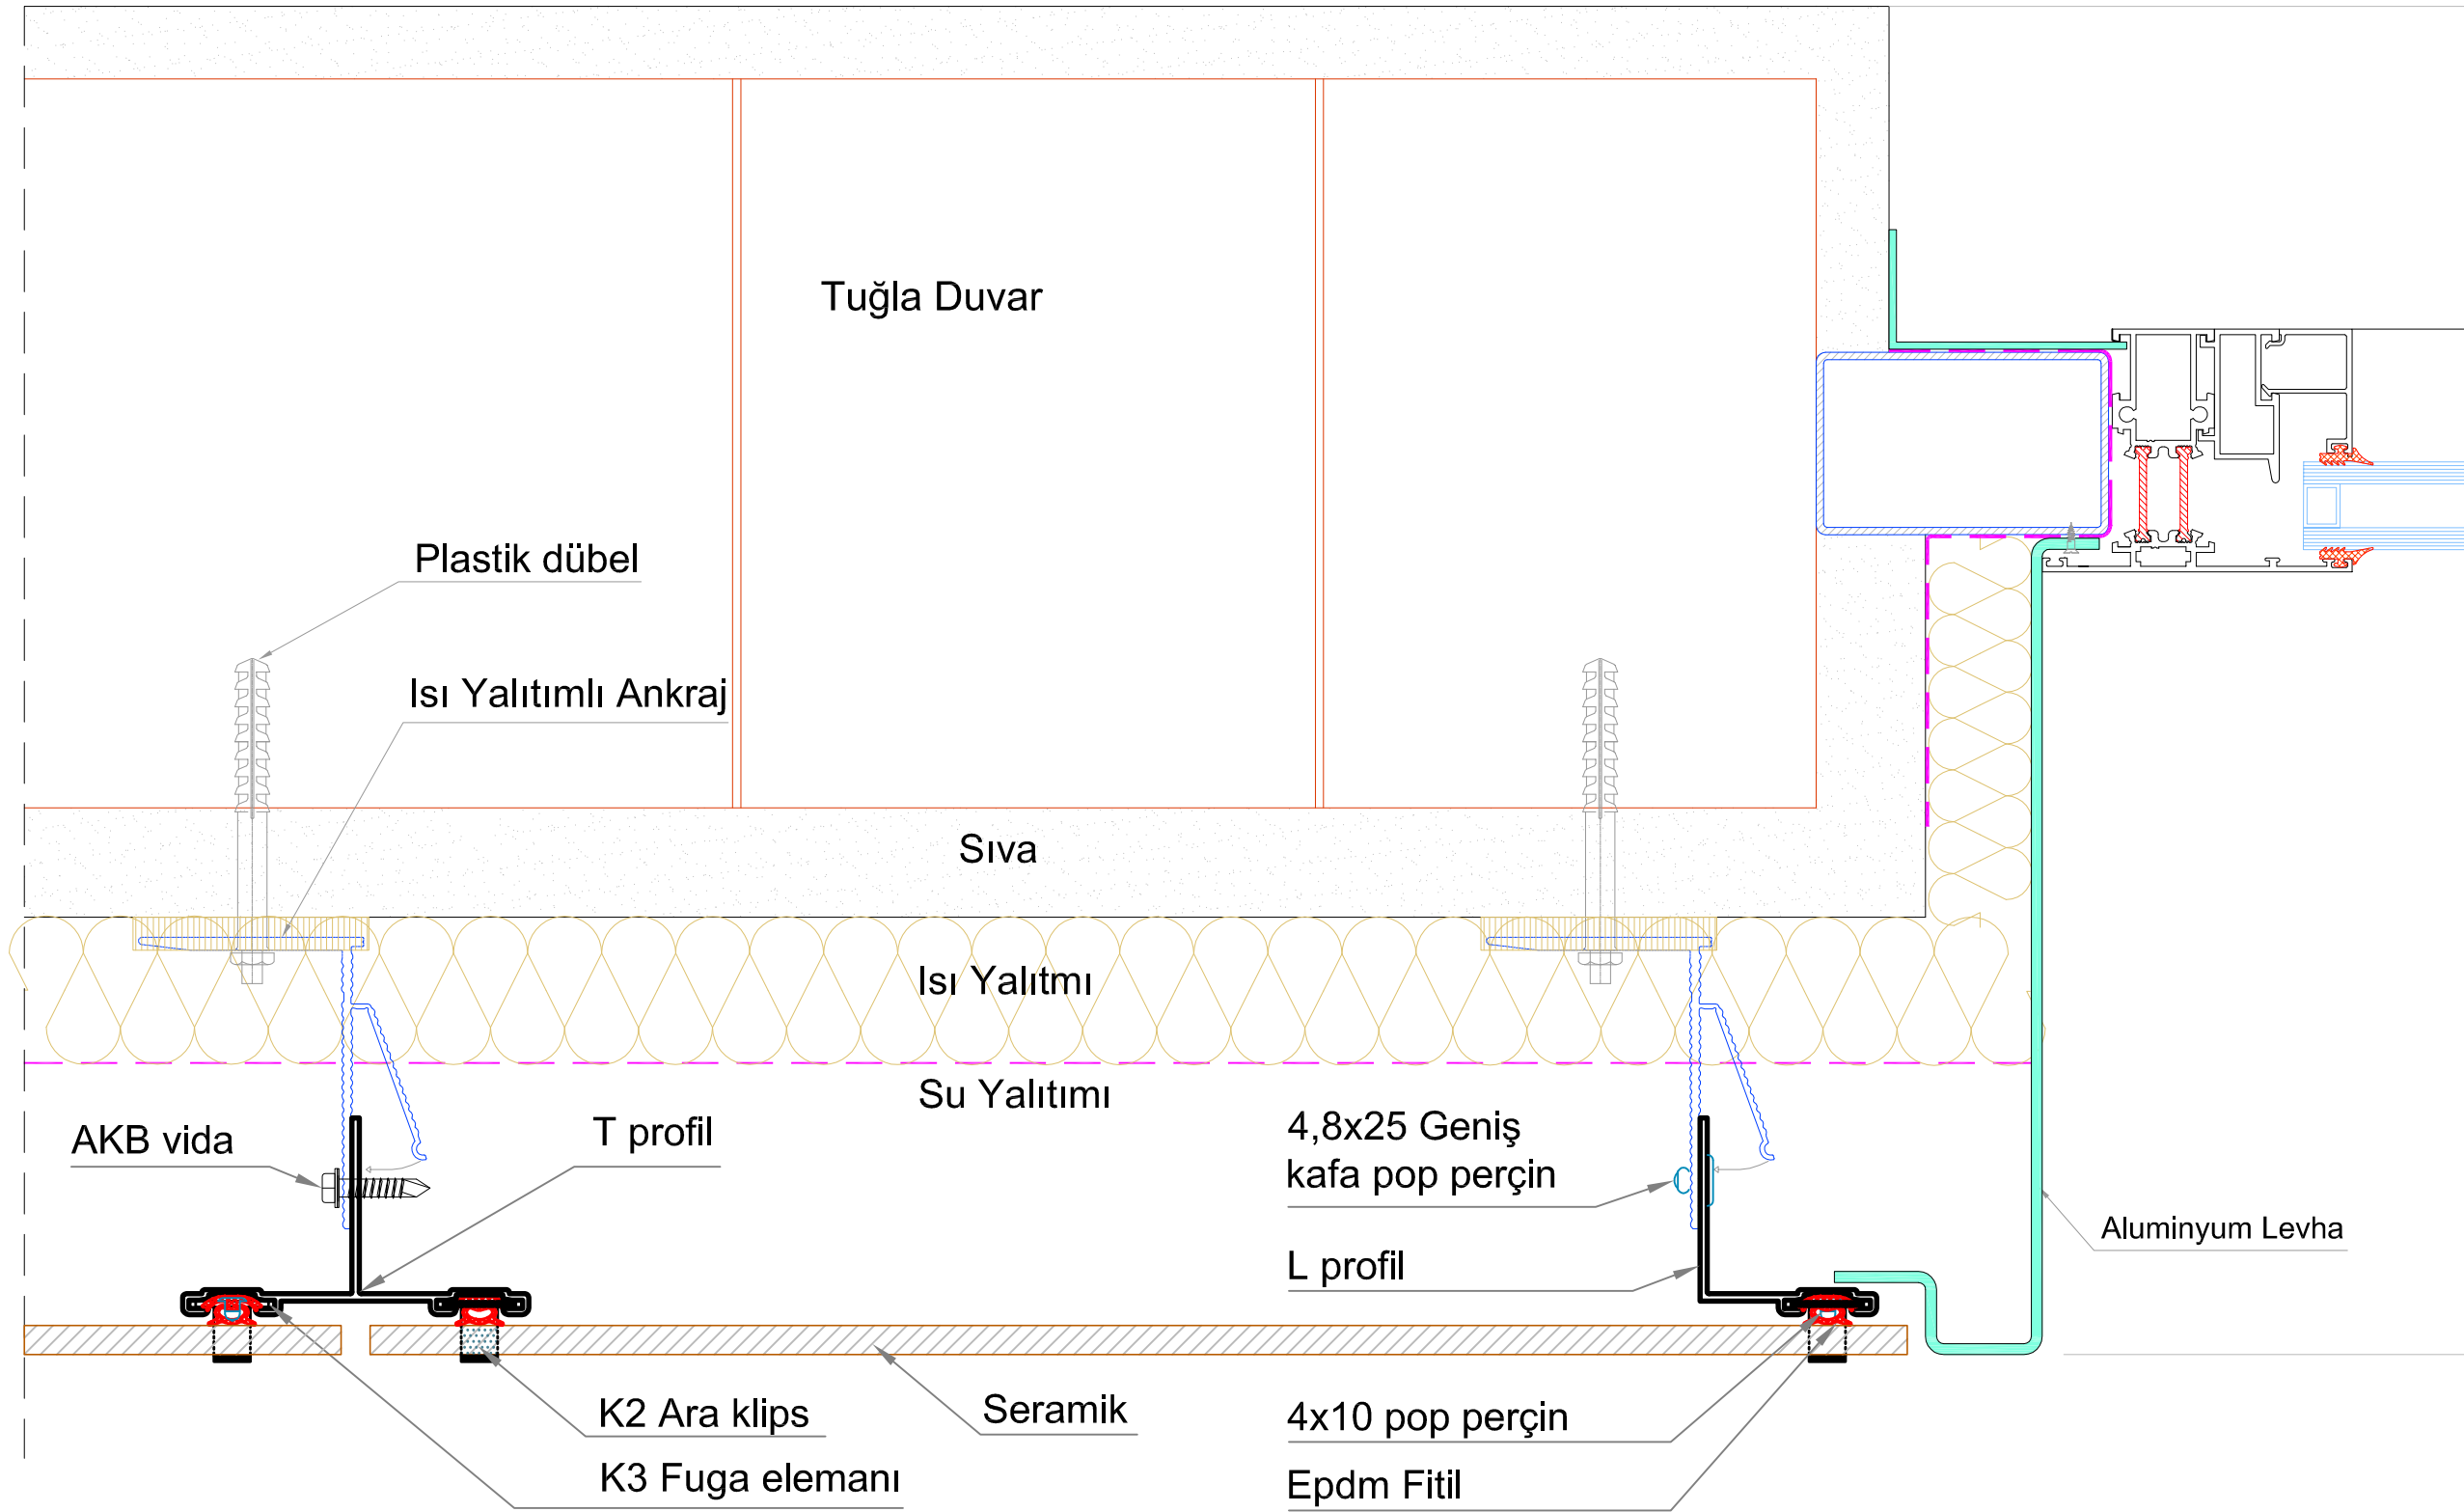 Tuğla Duvar
Plastik dübel
Isı Yalıtımlı Ankraj
Sıva
Isı Yalıtmı
Su Yalıtımı
AKB vida
T profil
4,8x25 Geniş
kafa pop perçin
L profil
Aluminyum Levha
K2 Ara klips
Seramik
4x10 pop perçin
K3 Fuga elemanı
Epdm Fitil